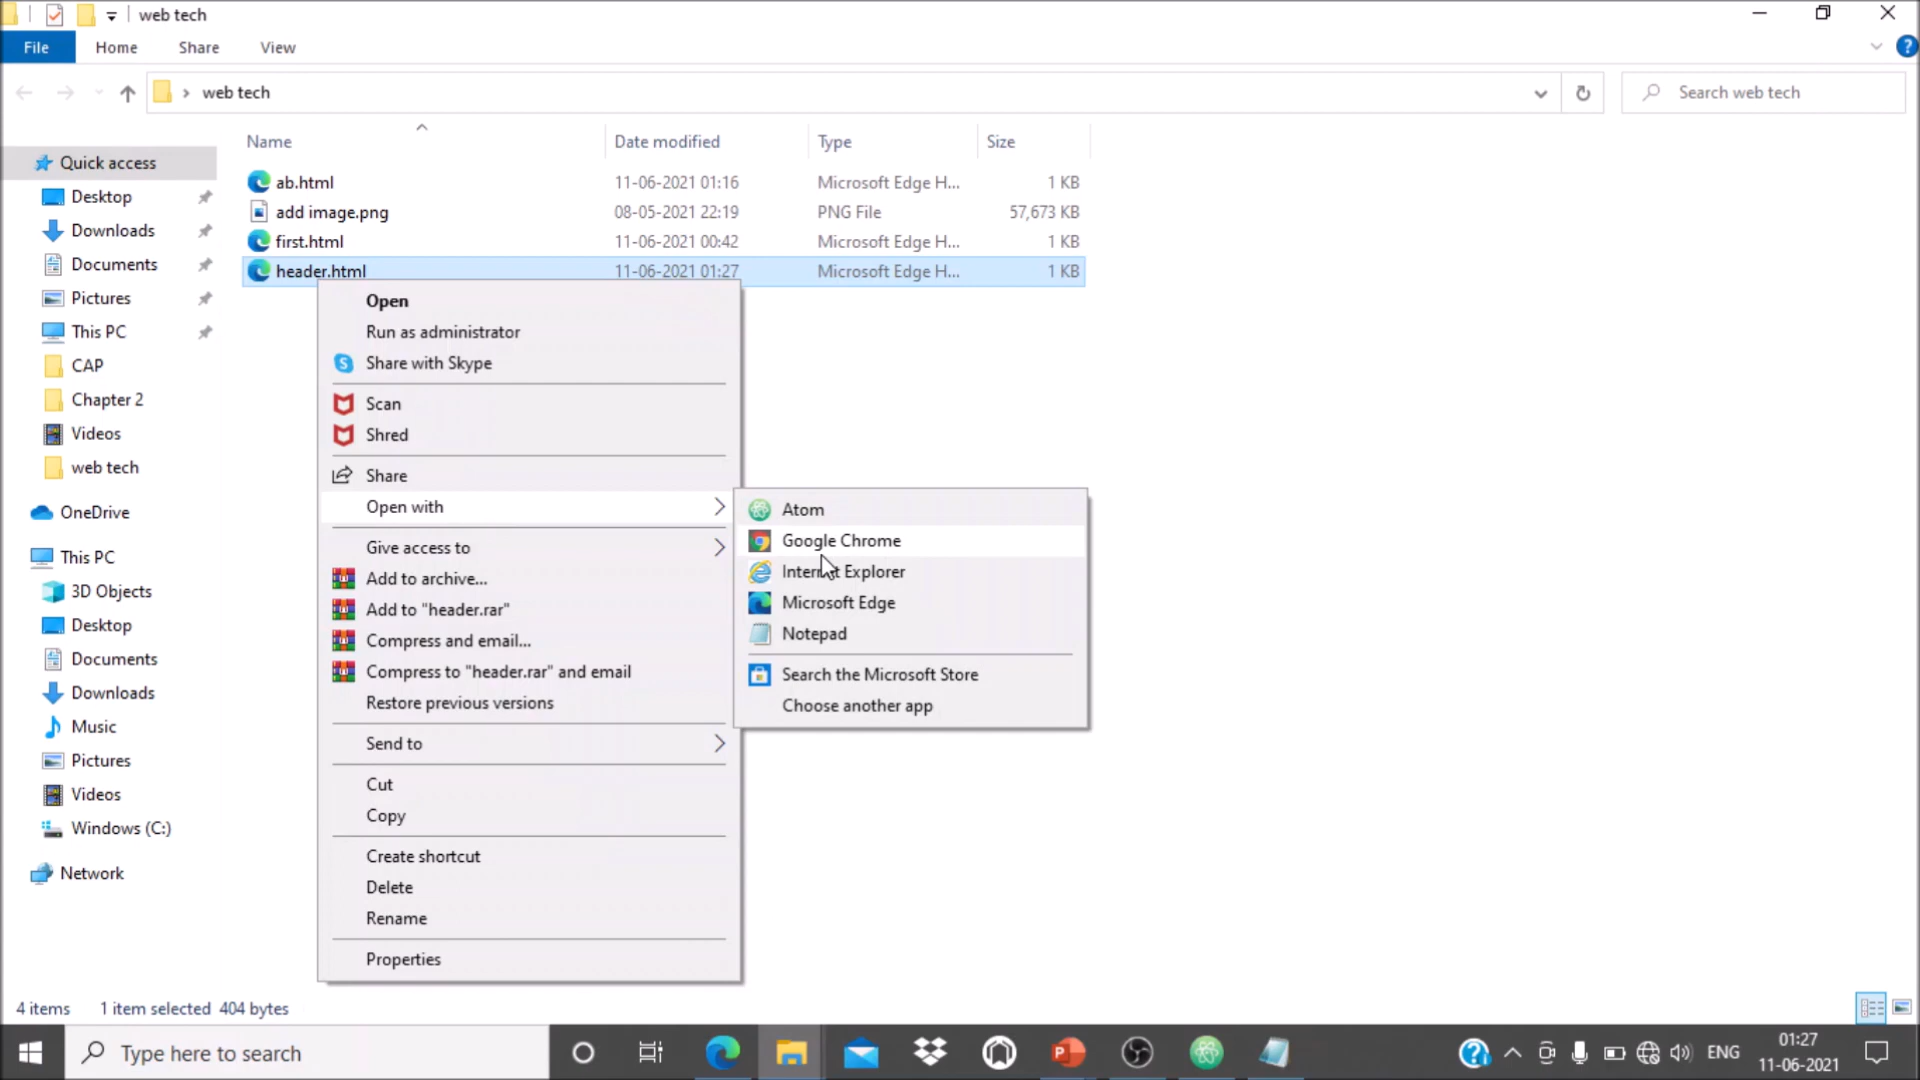 web tech
File Home Share View
web tech
Search web tech
Name Date modified Type Size
ab.html 11-06-2021 01:16 Microsoft Edge H... 1 KB
add image.png 08-05-2021 22:19 PNG File 57,673 KB
first.html 11-06-2021 00:42 Microsoft Edge H... 1 KB
header.html 11-06-2021 01:27 Microsoft Edge H... 1 KB
Quick access
Desktop
Downloads
Documents
Pictures
This PC
CAP
Chapter 2
Videos
web tech
OneDrive
This PC
3D Objects
Desktop
Documents
Downloads
Music
Pictures
Videos
Windows (C:)
Network
Open
Run as administrator
Share with Skype
Scan
Shred
Share
Open with
Give access to
Add to archive...
Add to "header.rar"
Compress and email...
Compress to "header.rar" and email
Restore previous versions
Send to
Cut
Copy
Create shortcut
Delete
Rename
Properties
Atom
Google Chrome
Internet Explorer
Microsoft Edge
Notepad
Search the Microsoft Store
Choose another app
4 items 1 item selected 404 bytes
Type here to search
ENG
01:27
11-06-2021